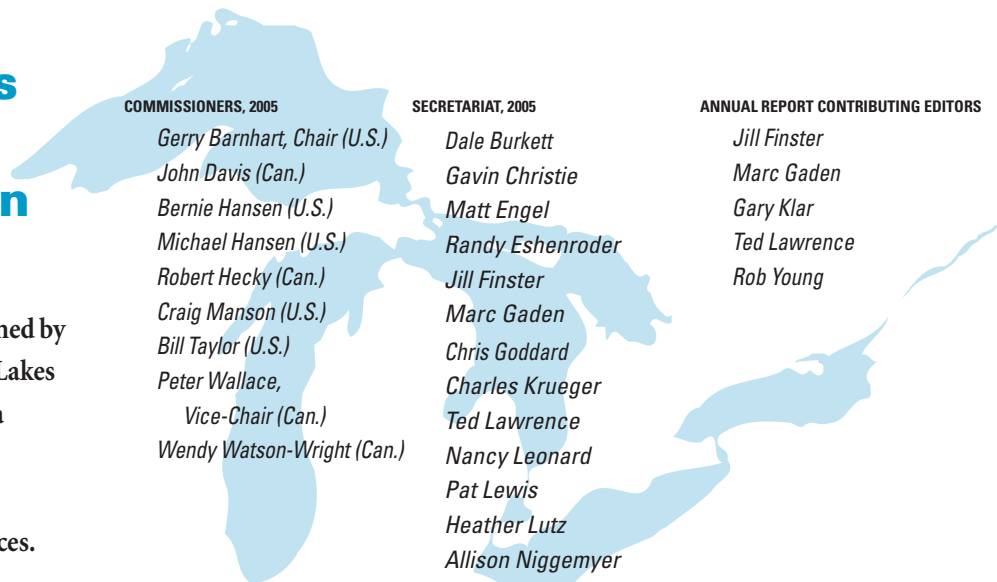 s
n
ned by
Lakes
a
ces.
COMMISSIONERS, 2005
Gerry Barnhart, Chair (U.S.)
John Davis (Can.)
Bernie Hansen (U.S.)
Michael Hansen (U.S.)
Robert Hecky (Can.)
Craig Manson (U.S.)
Bill Taylor (U.S.)
Peter Wallace,
Vice-Chair (Can.)
Wendy Watson-Wright (Can.)
SECRETARIAT, 2005
Dale Burkett
Gavin Christie
Matt Engel
Randy Eshenroder
Jill Finster
Marc Gaden
Chris Goddard
Charles Krueger
Ted Lawrence
Nancy Leonard
Pat Lewis
Heather Lutz
Allison Niggemyer
ANNUAL REPORT CONTRIBUTING EDITORS
Jill Finster
Marc Gaden
Gary Klar
Ted Lawrence
Rob Young